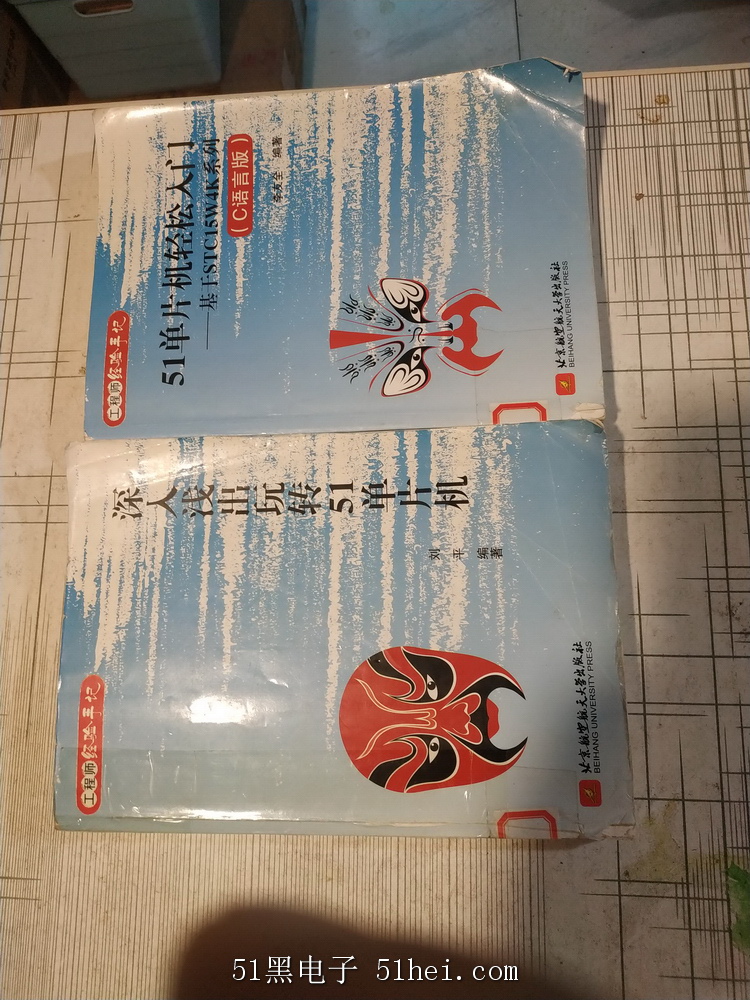 工程师经验手记
51单片机轻松入门
——基于STC15W4K系列
(C语言版)
李友全 编著
北京航空航天大学出版社
BEIHANG UNIVERSITY PRESS
工程师经验手记
深入浅出玩转51单片机
刘平 编著
北京航空航天大学出版社
BEIHANG UNIVERSITY PRESS
51黑电子 51hei.com